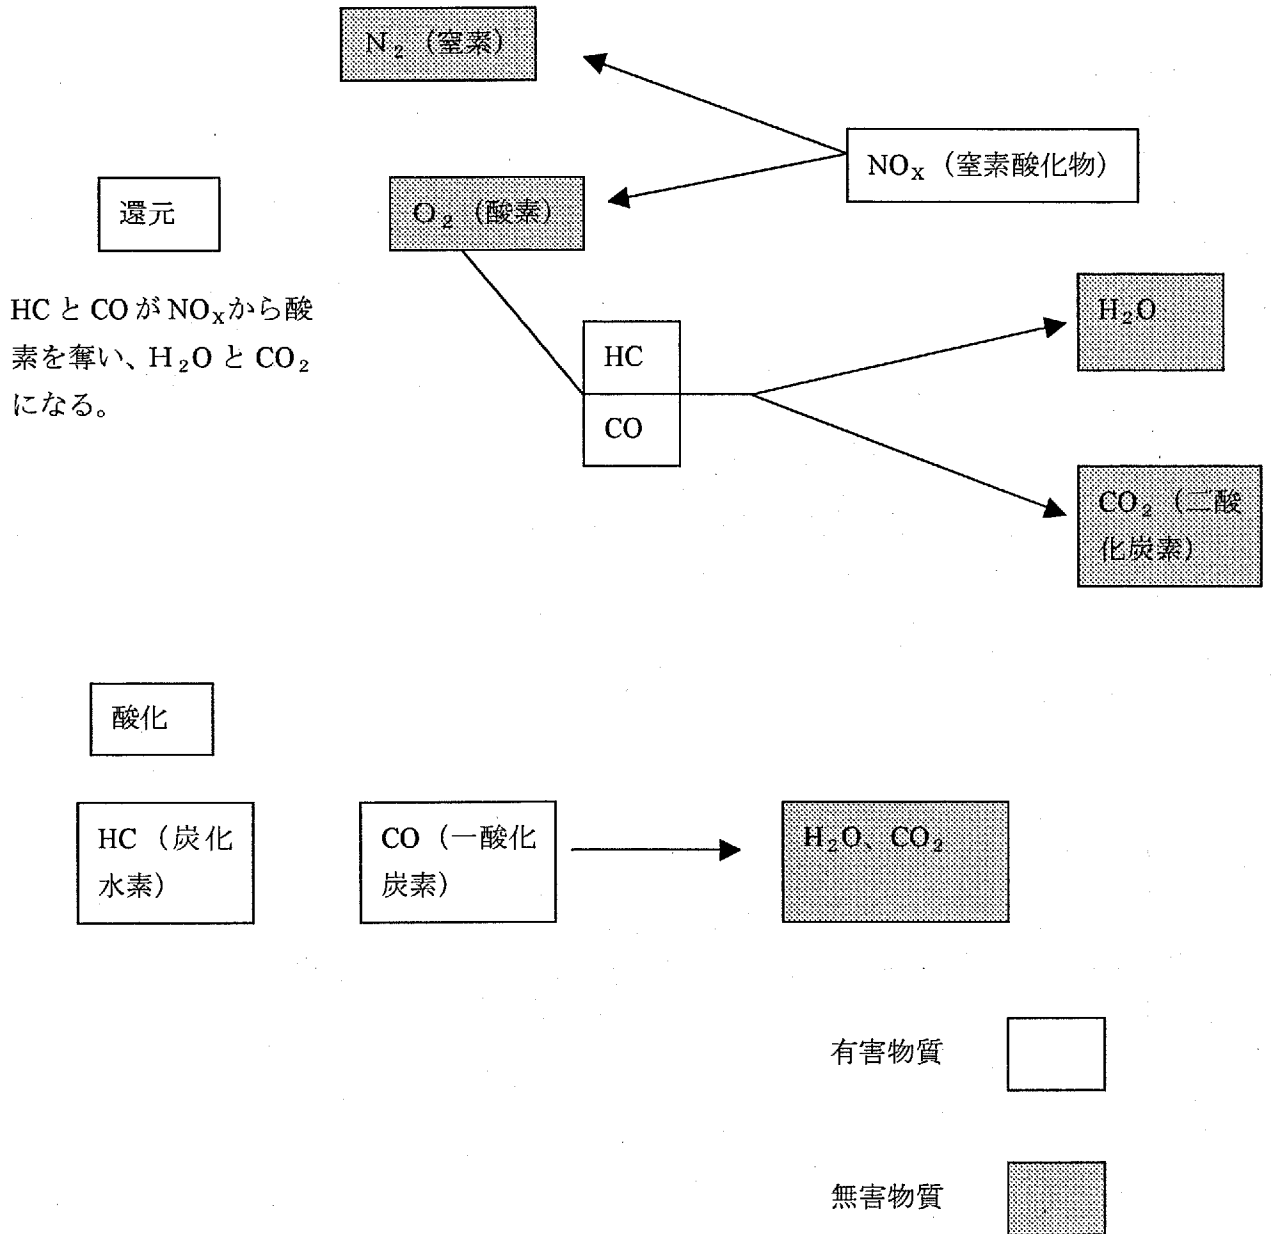 N₂（窒素）
NOX（窒素酸化物）
還元
O₂（酸素）
HCとCOがNOXから酸
素を奪い、H₂OとCO₂
になる。
HC
CO
H₂O
CO₂（二酸
化炭素）
酸化
HC（炭化
水素）
CO（一酸化
炭素）
H₂O、CO₂
有害物質
無害物質